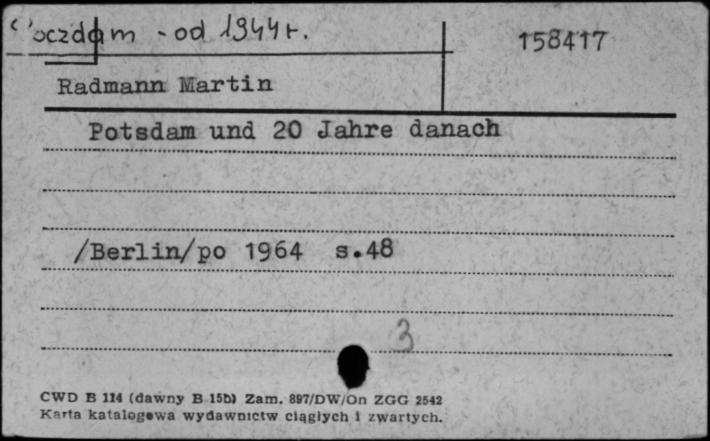 Poczdam - od 1944 r.
158417
Radmann Martin
Potsdam und 20 Jahre danach
/Berlin/po 1964 s.48
3
CWD B 114 (dawny B 15b) Zam. 897/DW/On ZGG 2542
Karta katalogowa wydawnictw ciągłych i zwartych.